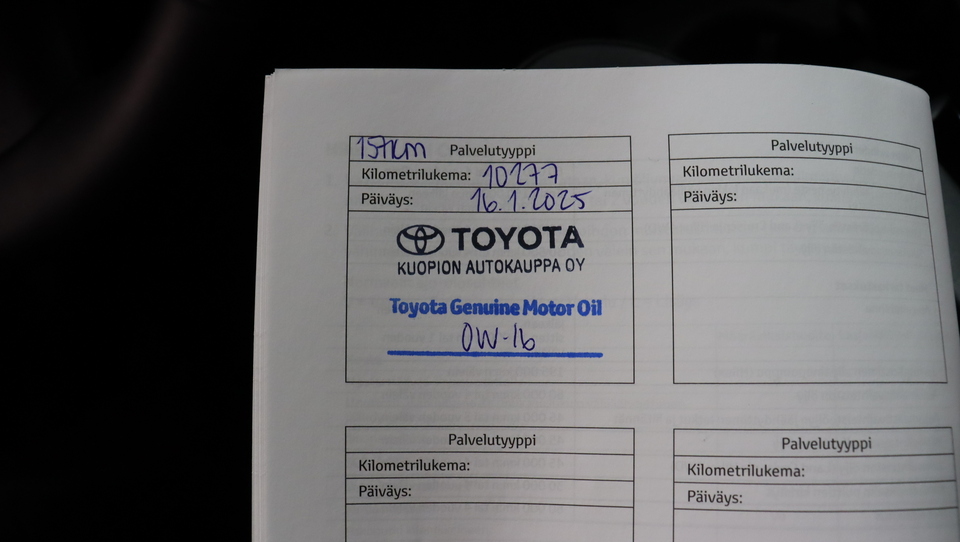 15tkm Palvelutyyppi
Kilometrilukema: 10277
Päiväys: 16.1.2025
TOYOTA
KUOPION AUTOKAUPPA OY
Toyota Genuine Motor Oil
0W-16
Palvelutyyppi
Kilometrilukema:
Päiväys:
Palvelutyyppi
Kilometrilukema:
Päiväys:
Palvelutyyppi
Kilometrilukema:
Päiväys: